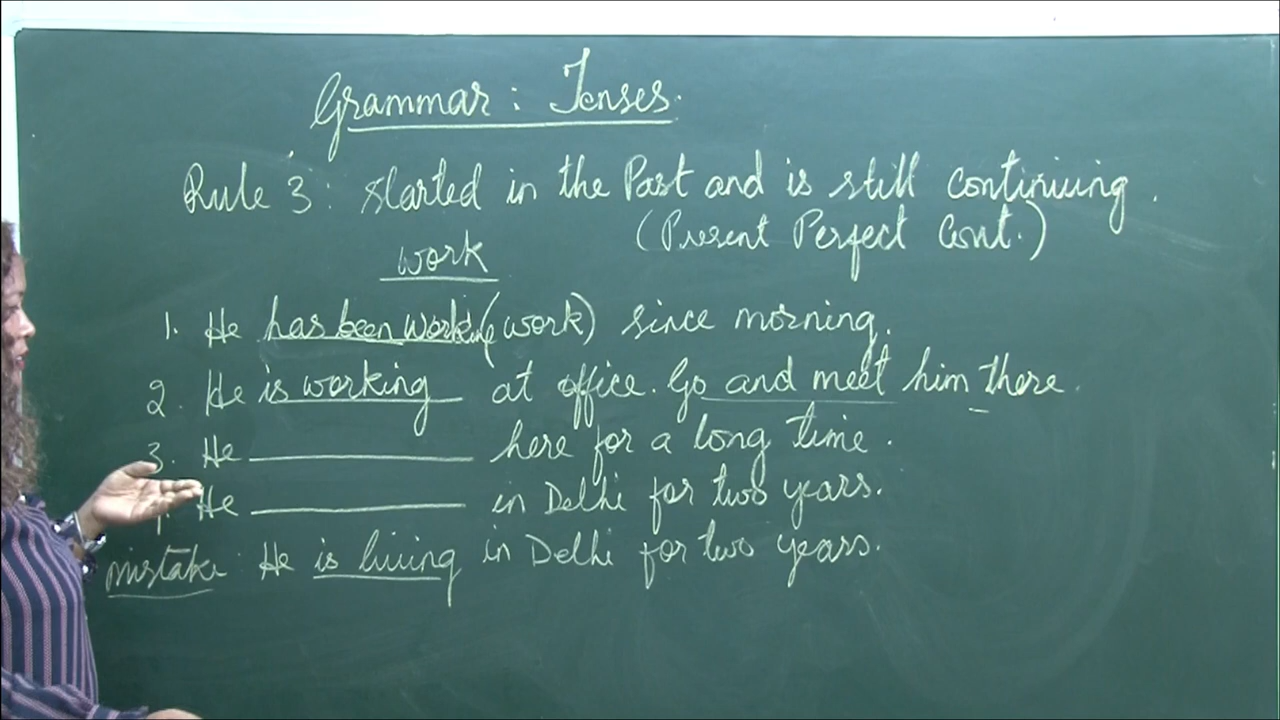 Grammar : Tenses.
Rule 3 : started in the Past and is still continuing.
(Present Perfect Cont.)
work
1. He has been working (work) since morning.
2. He is working at office. Go and meet him there.
3. He ____________ here for a long time.
4. He ____________ in Delhi for two years.
mistake : He is living in Delhi for two years.